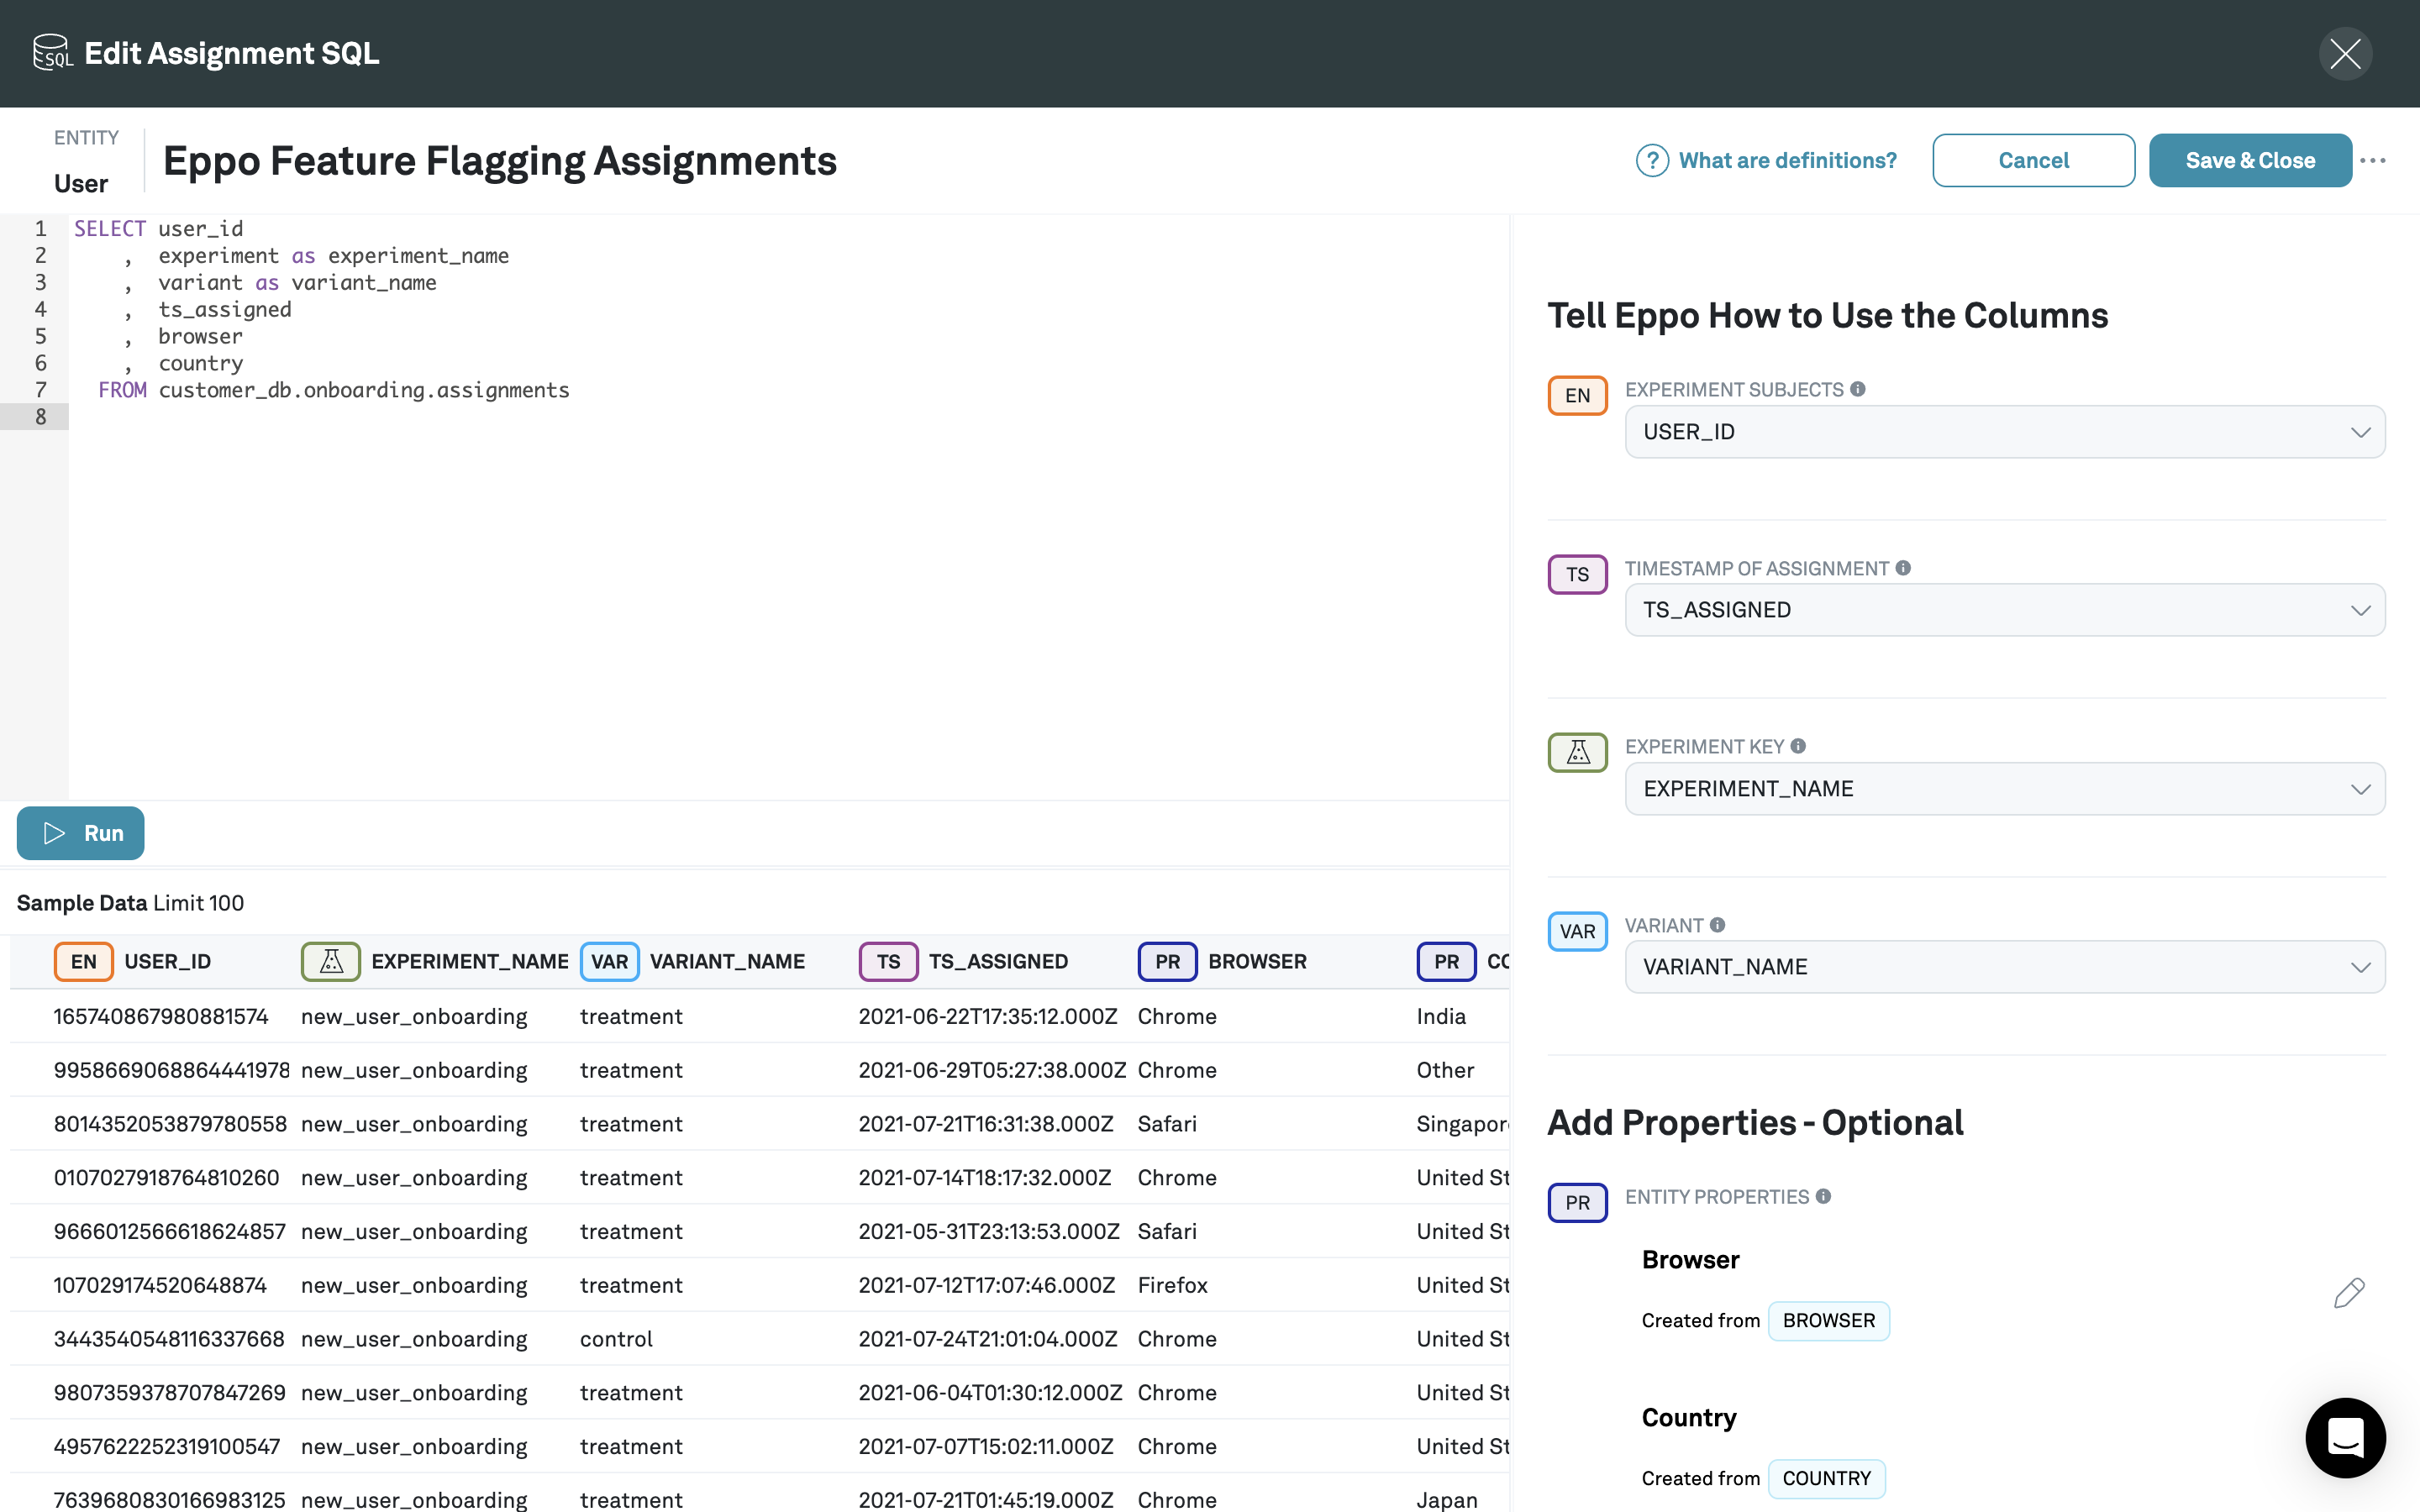 SQL Edit Assignment SQL
ENTITY
User
Eppo Feature Flagging Assignments
? What are definitions?
Cancel
Save & Close
1 SELECT user_id
2 , experiment as experiment_name
3 , variant as variant_name
4 , ts_assigned
5 , browser
6 , country
7 FROM customer_db.onboarding.assignments
8
Run
Sample Data Limit 100
EN USER_ID EXPERIMENT_NAME VAR VARIANT_NAME TS TS_ASSIGNED PR BROWSER PR CO
165740867980881574 new_user_onboarding treatment 2021-06-22T17:35:12.000Z Chrome India
9958669068864441978 new_user_onboarding treatment 2021-06-29T05:27:38.000Z Chrome Other
8014352053879780558 new_user_onboarding treatment 2021-07-21T16:31:38.000Z Safari Singapor
0107027918764810260 new_user_onboarding treatment 2021-07-14T18:17:32.000Z Chrome United St
9666012566618624857 new_user_onboarding treatment 2021-05-31T23:13:53.000Z Safari United St
107029174520648874 new_user_onboarding treatment 2021-07-12T17:07:46.000Z Firefox United St
3443540548116337668 new_user_onboarding control 2021-07-24T21:01:04.000Z Chrome United St
9807359378707847269 new_user_onboarding treatment 2021-06-04T01:30:12.000Z Chrome United St
4957622252319100547 new_user_onboarding treatment 2021-07-07T15:02:11.000Z Chrome United St
7639680830166983125 new_user_onboarding treatment 2021-07-21T01:45:19.000Z Chrome Japan
Tell Eppo How to Use the Columns
EN EXPERIMENT SUBJECTS
USER_ID
TS TIMESTAMP OF ASSIGNMENT
TS_ASSIGNED
EXPERIMENT KEY
EXPERIMENT_NAME
VAR VARIANT
VARIANT_NAME
Add Properties - Optional
PR ENTITY PROPERTIES
Browser
Created from BROWSER
Country
Created from COUNTRY